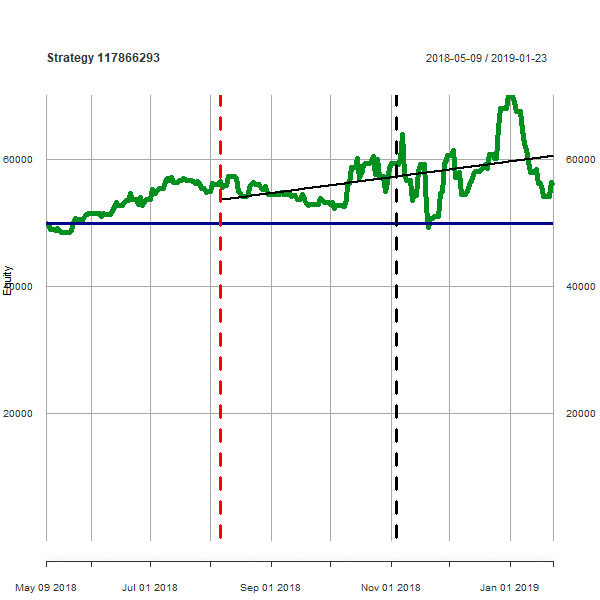 Strategy 117866293
2018-05-09 / 2019-01-23
60000
60000
Equity
40000
40000
20000
20000
May 09 2018
Jul 01 2018
Sep 01 2018
Nov 01 2018
Jan 01 2019